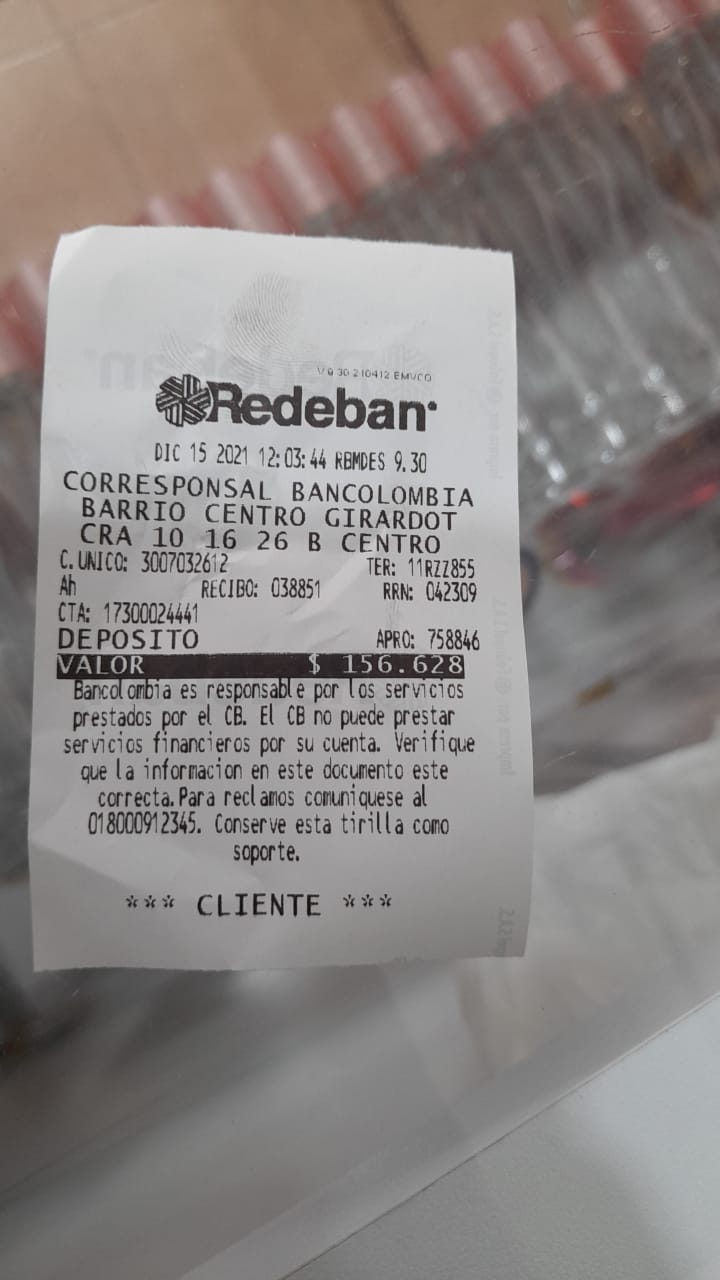 V 9.30 210412 EMVCO
Redeban
DIC 15 2021 12:03:44 RBMDES 9.30
CORRESPONSAL BANCOLOMBIA
BARRIO CENTRO GIRARDOT
CRA 10 16 26 B CENTRO
C. UNICO: 3007032612 TER: 11RZZ855
Ah RECIBO: 038851 RRN: 042309
CTA: 17300024441
DEPOSITO APRO: 758846
VALOR $ 156.628
Bancolombia es responsable por los servicios
prestados por el CB. El CB no puede prestar
servicios financieros por su cuenta. Verifique
que la informacion en este documento este
correcta. Para reclamos comuniquese al
018000912345. Conserve esta tirilla como
soporte.
*** CLIENTE ***